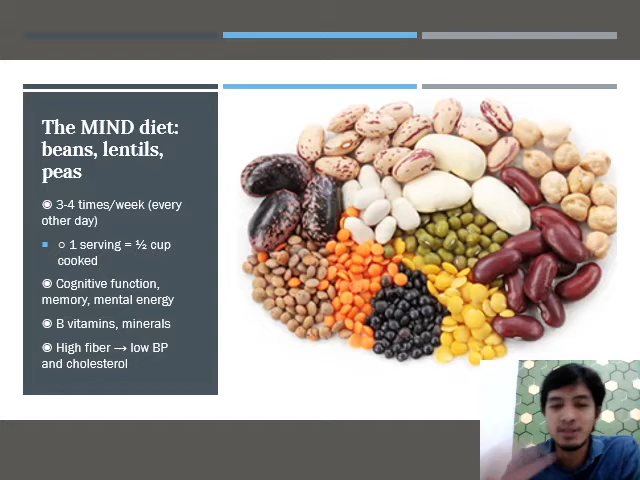 The MIND diet:
beans, lentils,
peas
◉ 3-4 times/week (every
other day)
■ ○ 1 serving = ½ cup
cooked
◉ Cognitive function,
memory, mental energy
◉ B vitamins, minerals
◉ High fiber → low BP
and cholesterol